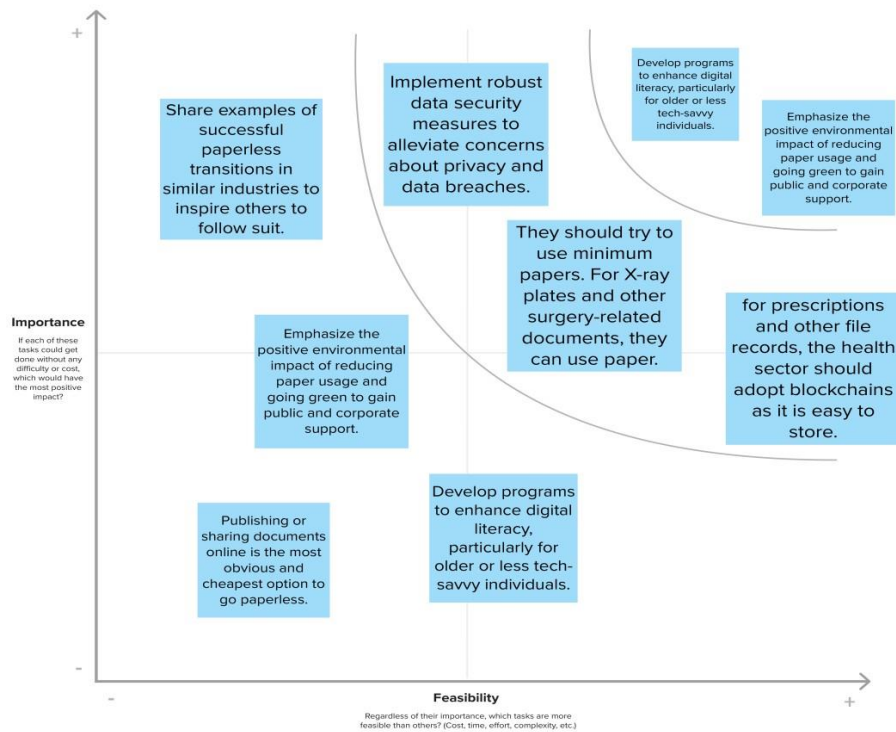 +
Develop programs
to enhance digital
literacy, particularly
for older or less
tech-savvy
individuals.
Implement robust
data security
measures to
alleviate concerns
about privacy and
data breaches.
Share examples of
successful
paperless
transitions in
similar industries to
inspire others to
follow suit.
Emphasize the
positive environmental
impact of reducing
paper usage and
going green to gain
public and corporate
support.
They should try to
use minimum
papers. For X-ray
plates and other
surgery-related
documents, they
can use paper.
for prescriptions
and other file
records, the health
sector should
adopt blockchains
as it is easy to
store.
Importance
If each of these
tasks could get
done without any
difficulty or cost,
which would have
the most positive
impact?
Emphasize the
positive environmental
impact of reducing
paper usage and
going green to gain
public and corporate
support.
Develop programs
to enhance digital
literacy,
particularly for
older or less tech-
savvy individuals.
Publishing or
sharing documents
online is the most
obvious and
cheapest option to
go paperless.
-
-
Feasibility
+
Regardless of their importance, which tasks are more
feasible than others? (Cost, time, effort, complexity, etc.)